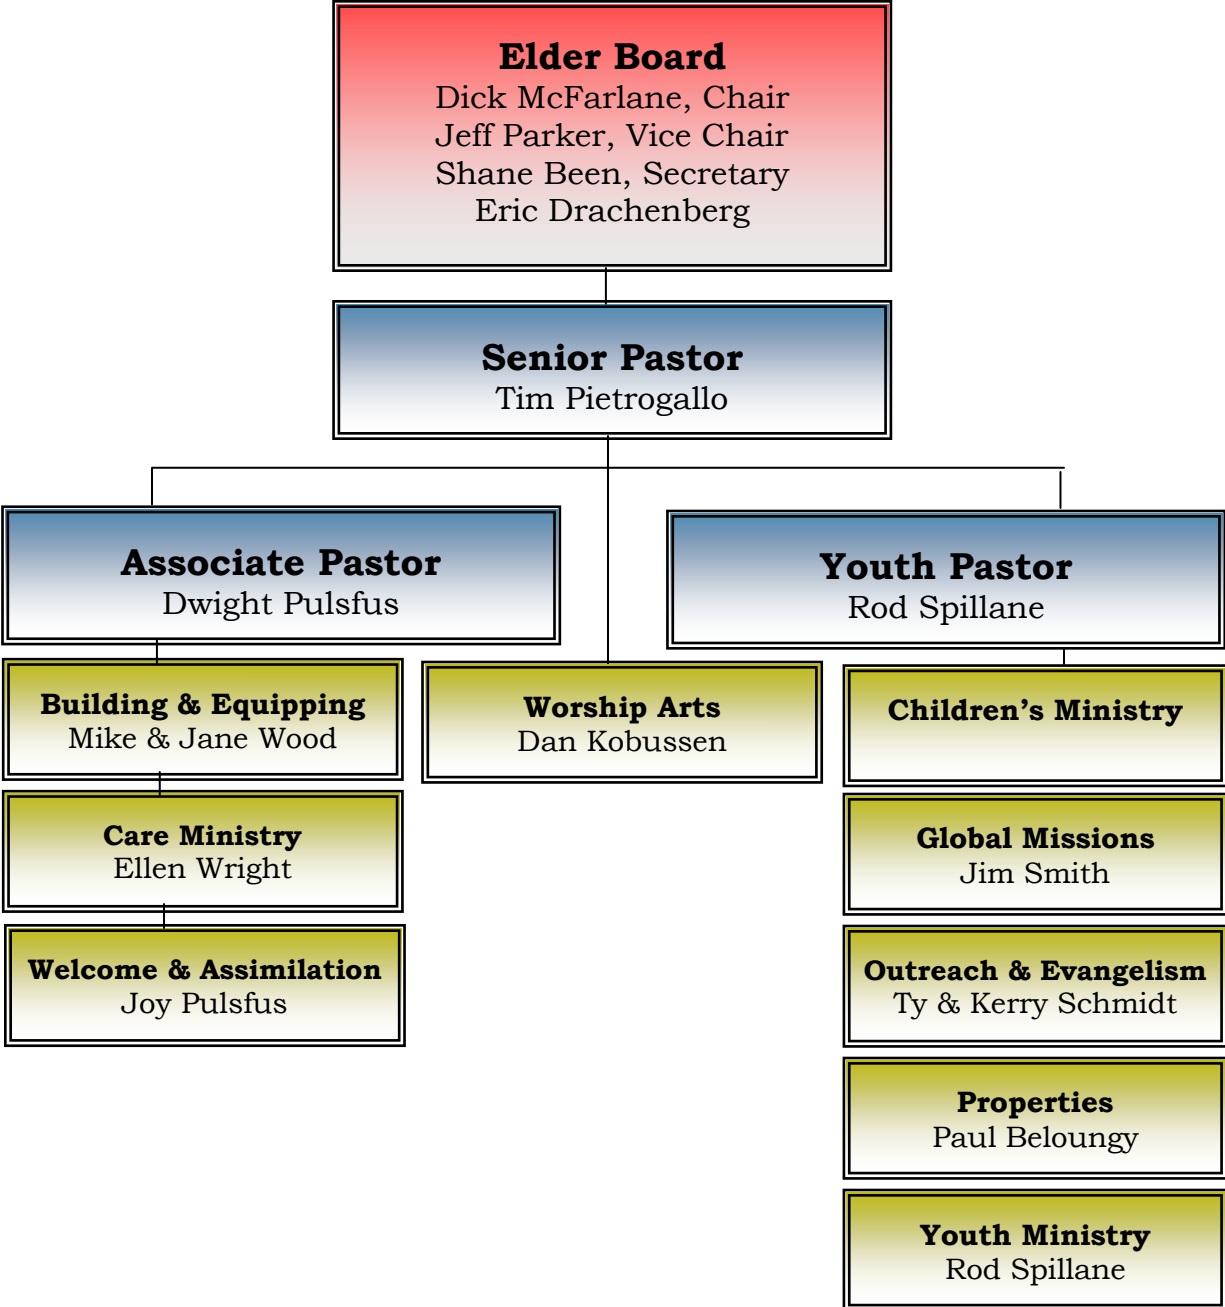 Elder Board
Dick McFarlane, Chair
Jeff Parker, Vice Chair
Shane Been, Secretary
Eric Drachenberg
Senior Pastor
Tim Pietrogallo
Associate Pastor
Dwight Pulsfus
Youth Pastor
Rod Spillane
Building & Equipping
Mike & Jane Wood
Worship Arts
Dan Kobussen
Children’s Ministry
Care Ministry
Ellen Wright
Global Missions
Jim Smith
Welcome & Assimilation
Joy Pulsfus
Outreach & Evangelism
Ty & Kerry Schmidt
Properties
Paul Beloungy
Youth Ministry
Rod Spillane